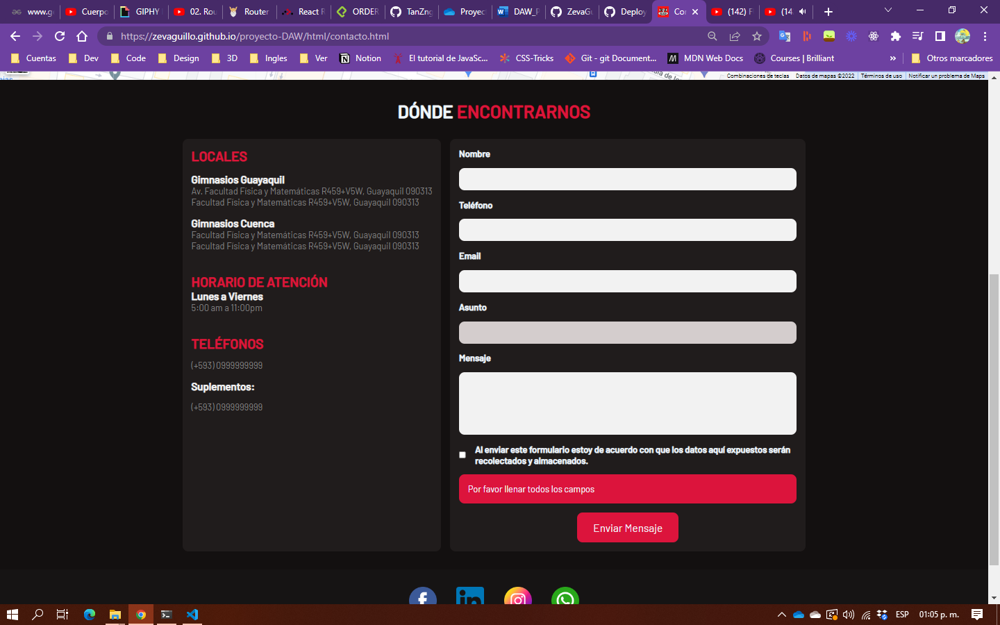 www.g
Cuerpo
GIPHY
02. Rou
Router
React R
ORDER
TanZng
Proyec
DAW_P
ZevaGu
Deploy
Con
(142) F
(14
https://zevaguillo.github.io/proyecto-DAW/html/contacto.html
Cuentas
Dev
Code
Design
3D
Ingles
Ver
Notion
El tutorial de JavaSc...
CSS-Tricks
Git - git Document...
MDN Web Docs
Courses | Brilliant
»
Otros marcadores
Combinaciones de teclas
Datos de mapas ©2022
Términos de uso
Notificar un problema de Maps
DÓNDE ENCONTRARNOS
LOCALES
Gimnasios Guayaquil
Av. Facultad Física y Matemáticas R459+V5W, Guayaquil 090313
Facultad Física y Matemáticas R459+V5W, Guayaquil 090313
Gimnasios Cuenca
Facultad Física y Matemáticas R459+V5W, Guayaquil 090313
Facultad Física y Matemáticas R459+V5W, Guayaquil 090313
HORARIO DE ATENCIÓN
Lunes a Viernes
5:00 am a 11:00pm
TELÉFONOS
(+593) 0999999999
Suplementos:
(+593) 0999999999
Nombre
Teléfono
Email
Asunto
Mensaje
Al enviar este formulario estoy de acuerdo con que los datos aquí expuestos serán
recolectados y almacenados.
Por favor llenar todos los campos
Enviar Mensaje
ESP
01:05 p. m.